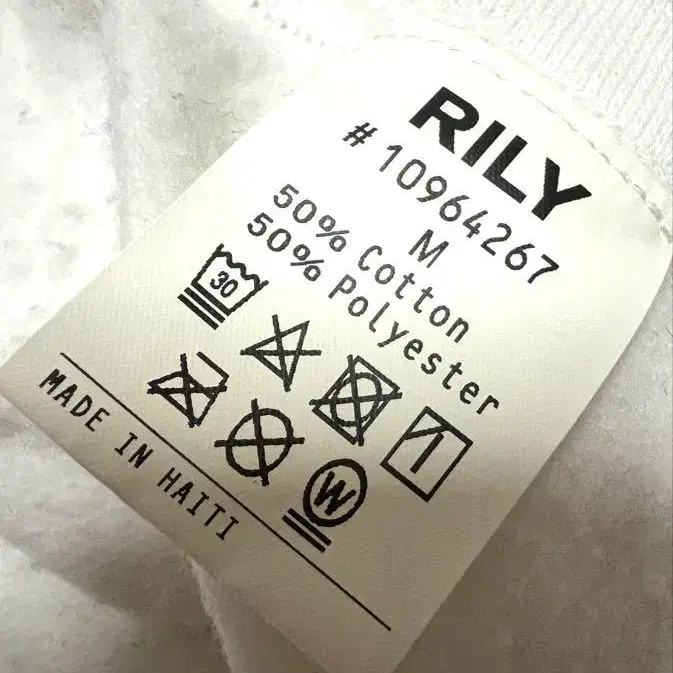 RILY
# 10964267
M
50% Cotton
50% Polyester
30
W
MADE IN HAITI